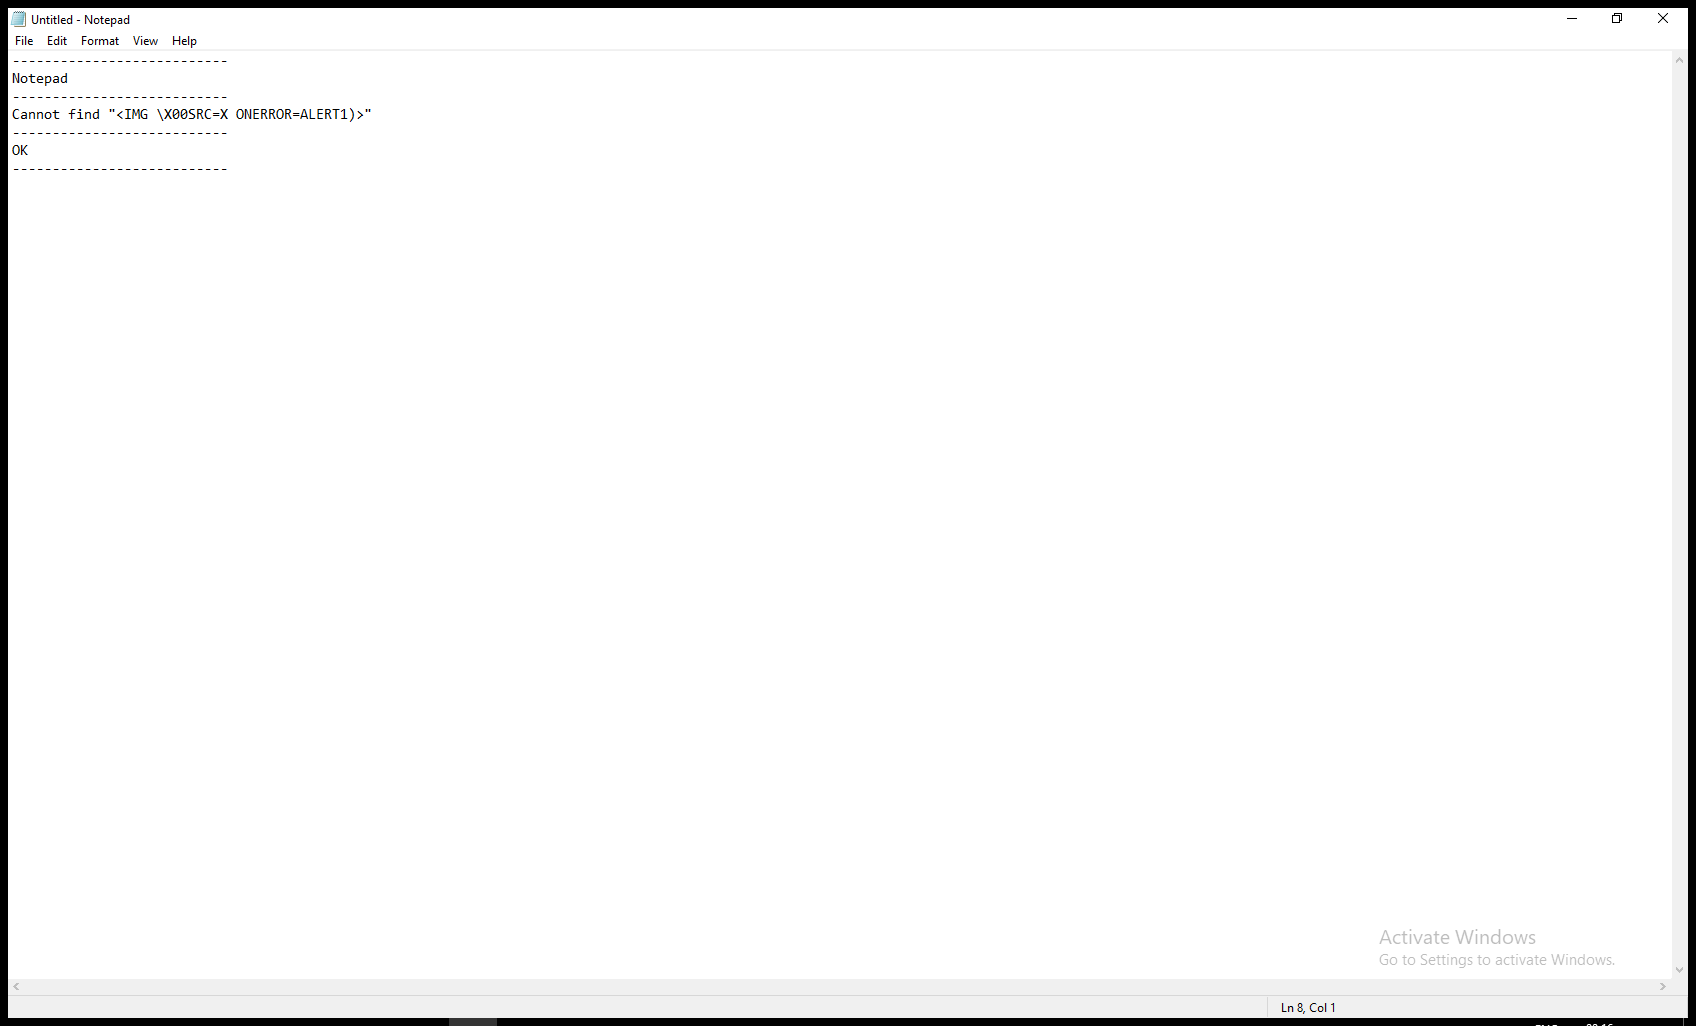 Untitled - Notepad
File Edit Format View Help
---------------------------
Notepad
---------------------------
Cannot find "<IMG \X00SRC=X ONERROR=ALERT1)>"
---------------------------
OK
---------------------------
Activate Windows
Go to Settings to activate Windows.
Ln 8, Col 1